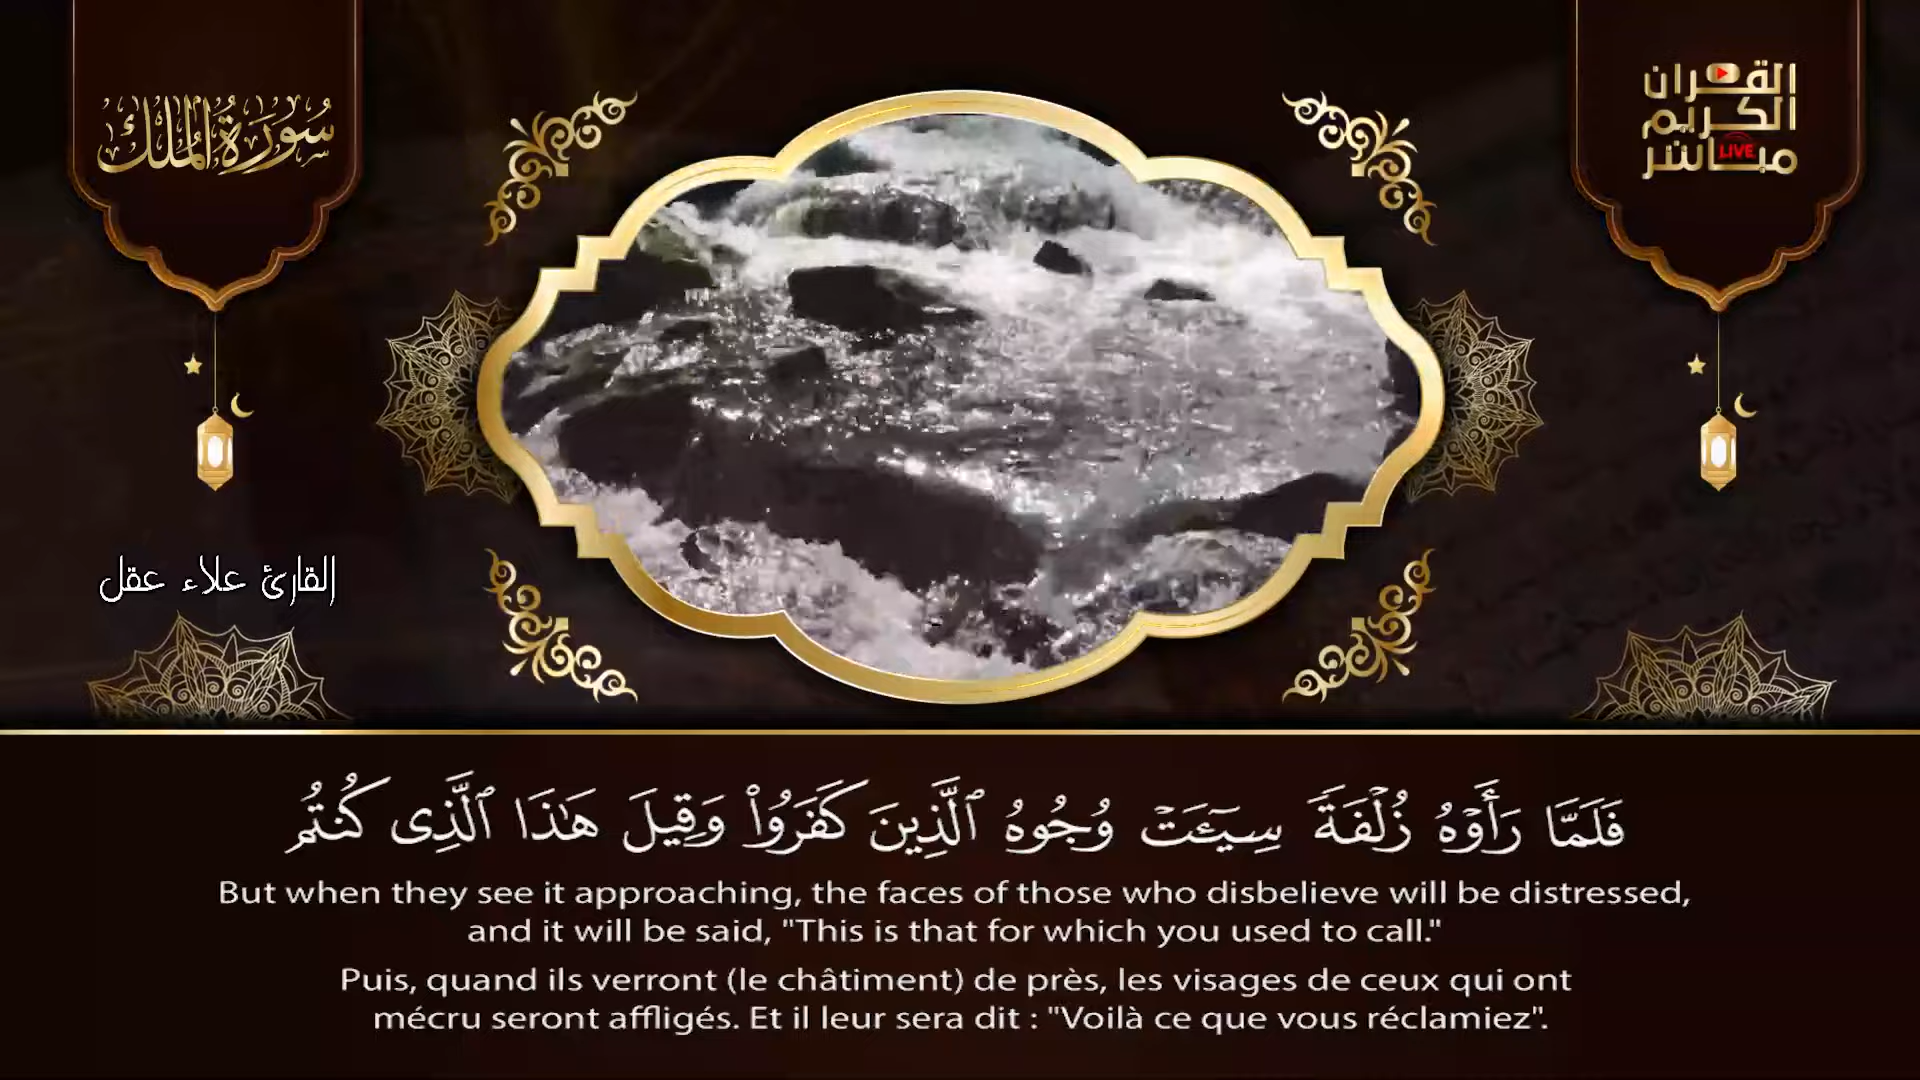 سُورَةُ المُلك
القرآن
الكريم
مباشر
LIVE
القارئ علاء عقل
فَلَمَّا رَأَوْهُ زُلْفَةً سِيٓـَٔتْ وُجُوهُ ٱلَّذِينَ كَفَرُوا۟ وَقِيلَ هَـٰذَا ٱلَّذِى كُنتُم
But when they see it approaching, the faces of those who disbelieve will be distressed,
and it will be said, "This is that for which you used to call."
Puis, quand ils verront (le châtiment) de près, les visages de ceux qui ont
mécru seront affligés. Et il leur sera dit : "Voilà ce que vous réclamiez".